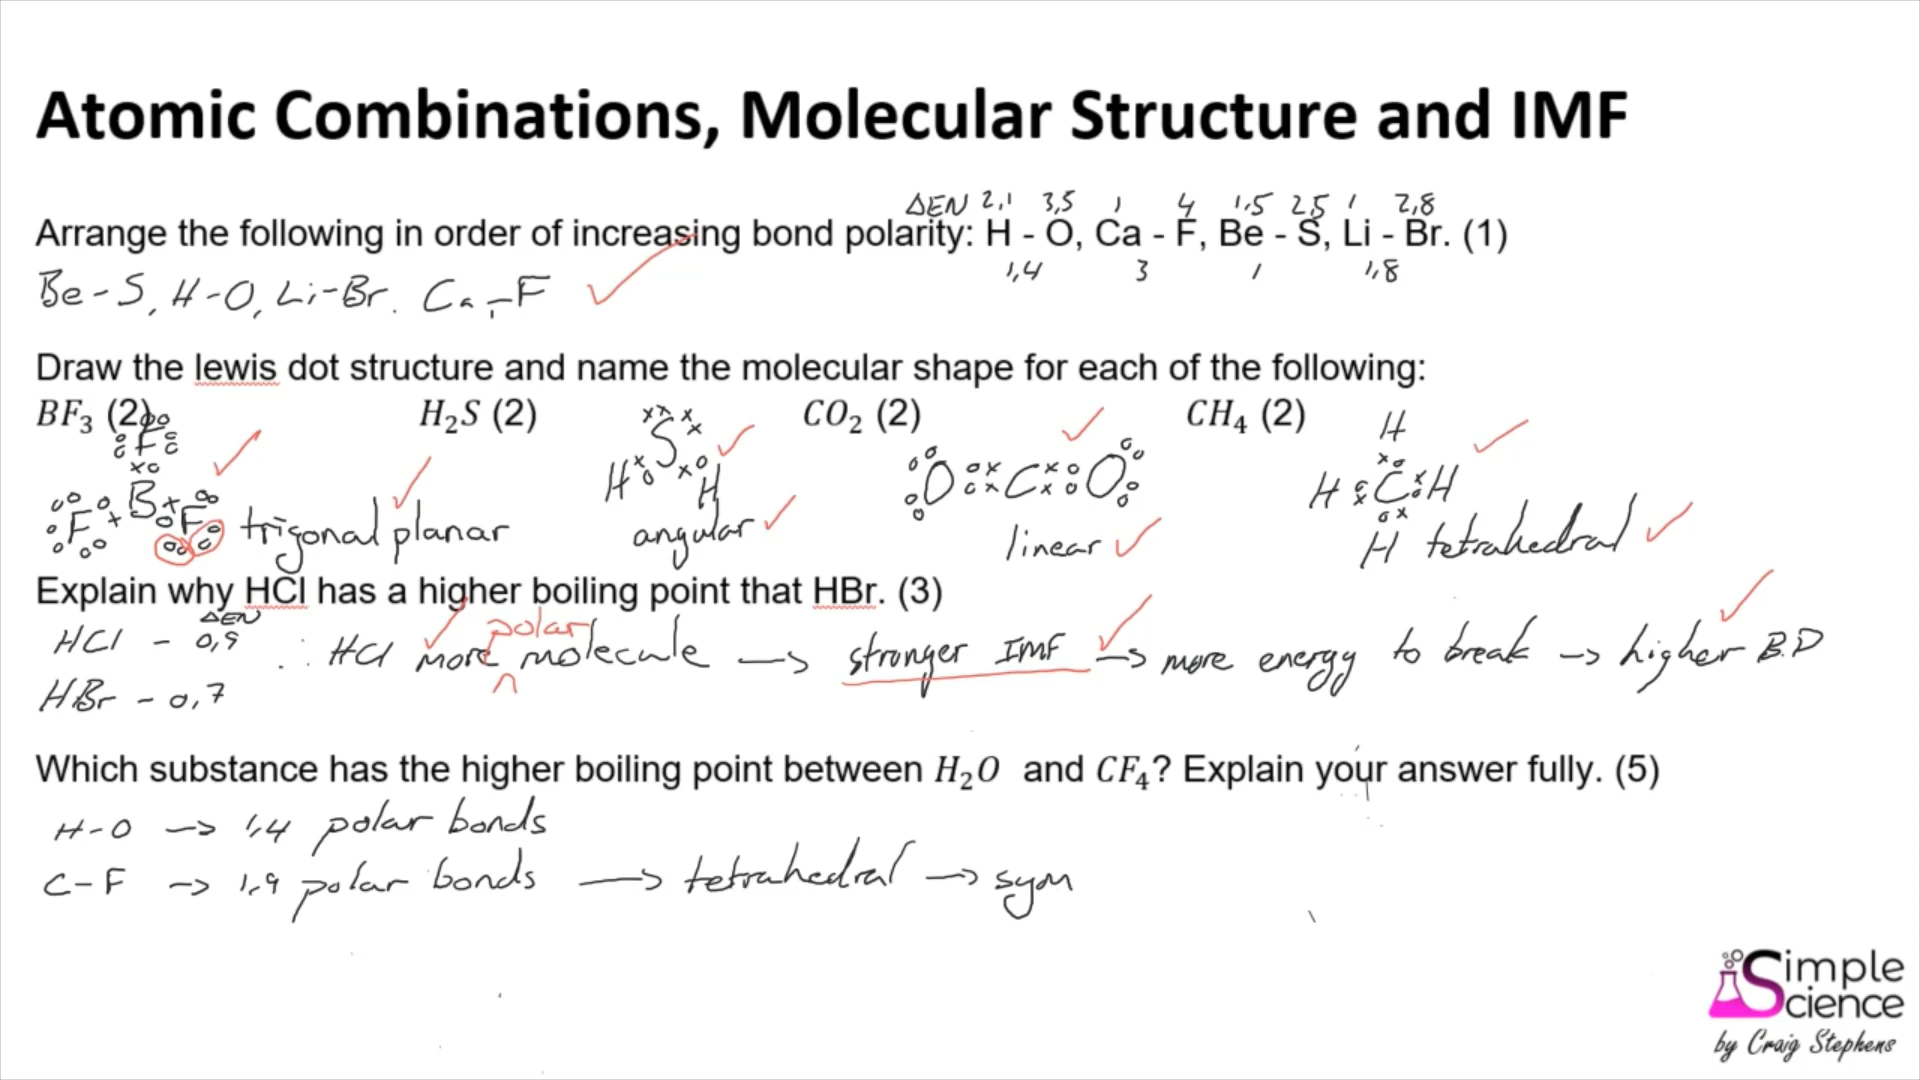 Atomic Combinations, Molecular Structure and IMF
ΔEN 2,1 3,5 1 4 1,5 2,5 1 2,8
Arrange the following in order of increasing bond polarity: H - O, Ca - F, Be - S, Li - Br. (1)
1,4 3 1 1,8
Be-S, H-O, Li-Br. Ca-F
Draw the lewis dot structure and name the molecular shape for each of the following:
BF₃ (2) H₂S (2) CO₂ (2) CH₄ (2)
F B F F
H S H
O C O
H H C H H
trigonal planar angular linear tetrahedral
Explain why HCl has a higher boiling point that HBr. (3)
ΔEN
HCl - 0,9 ∴ HCl more polar molecule → stronger IMF → more energy to break → higher B.P
HBr - 0,7
Which substance has the higher boiling point between H₂O and CF₄? Explain your answer fully. (5)
H-O → 1,4 polar bonds
C-F → 1,9 polar bonds → tetrahedral → sym
Simple
Science
by Craig Stephens